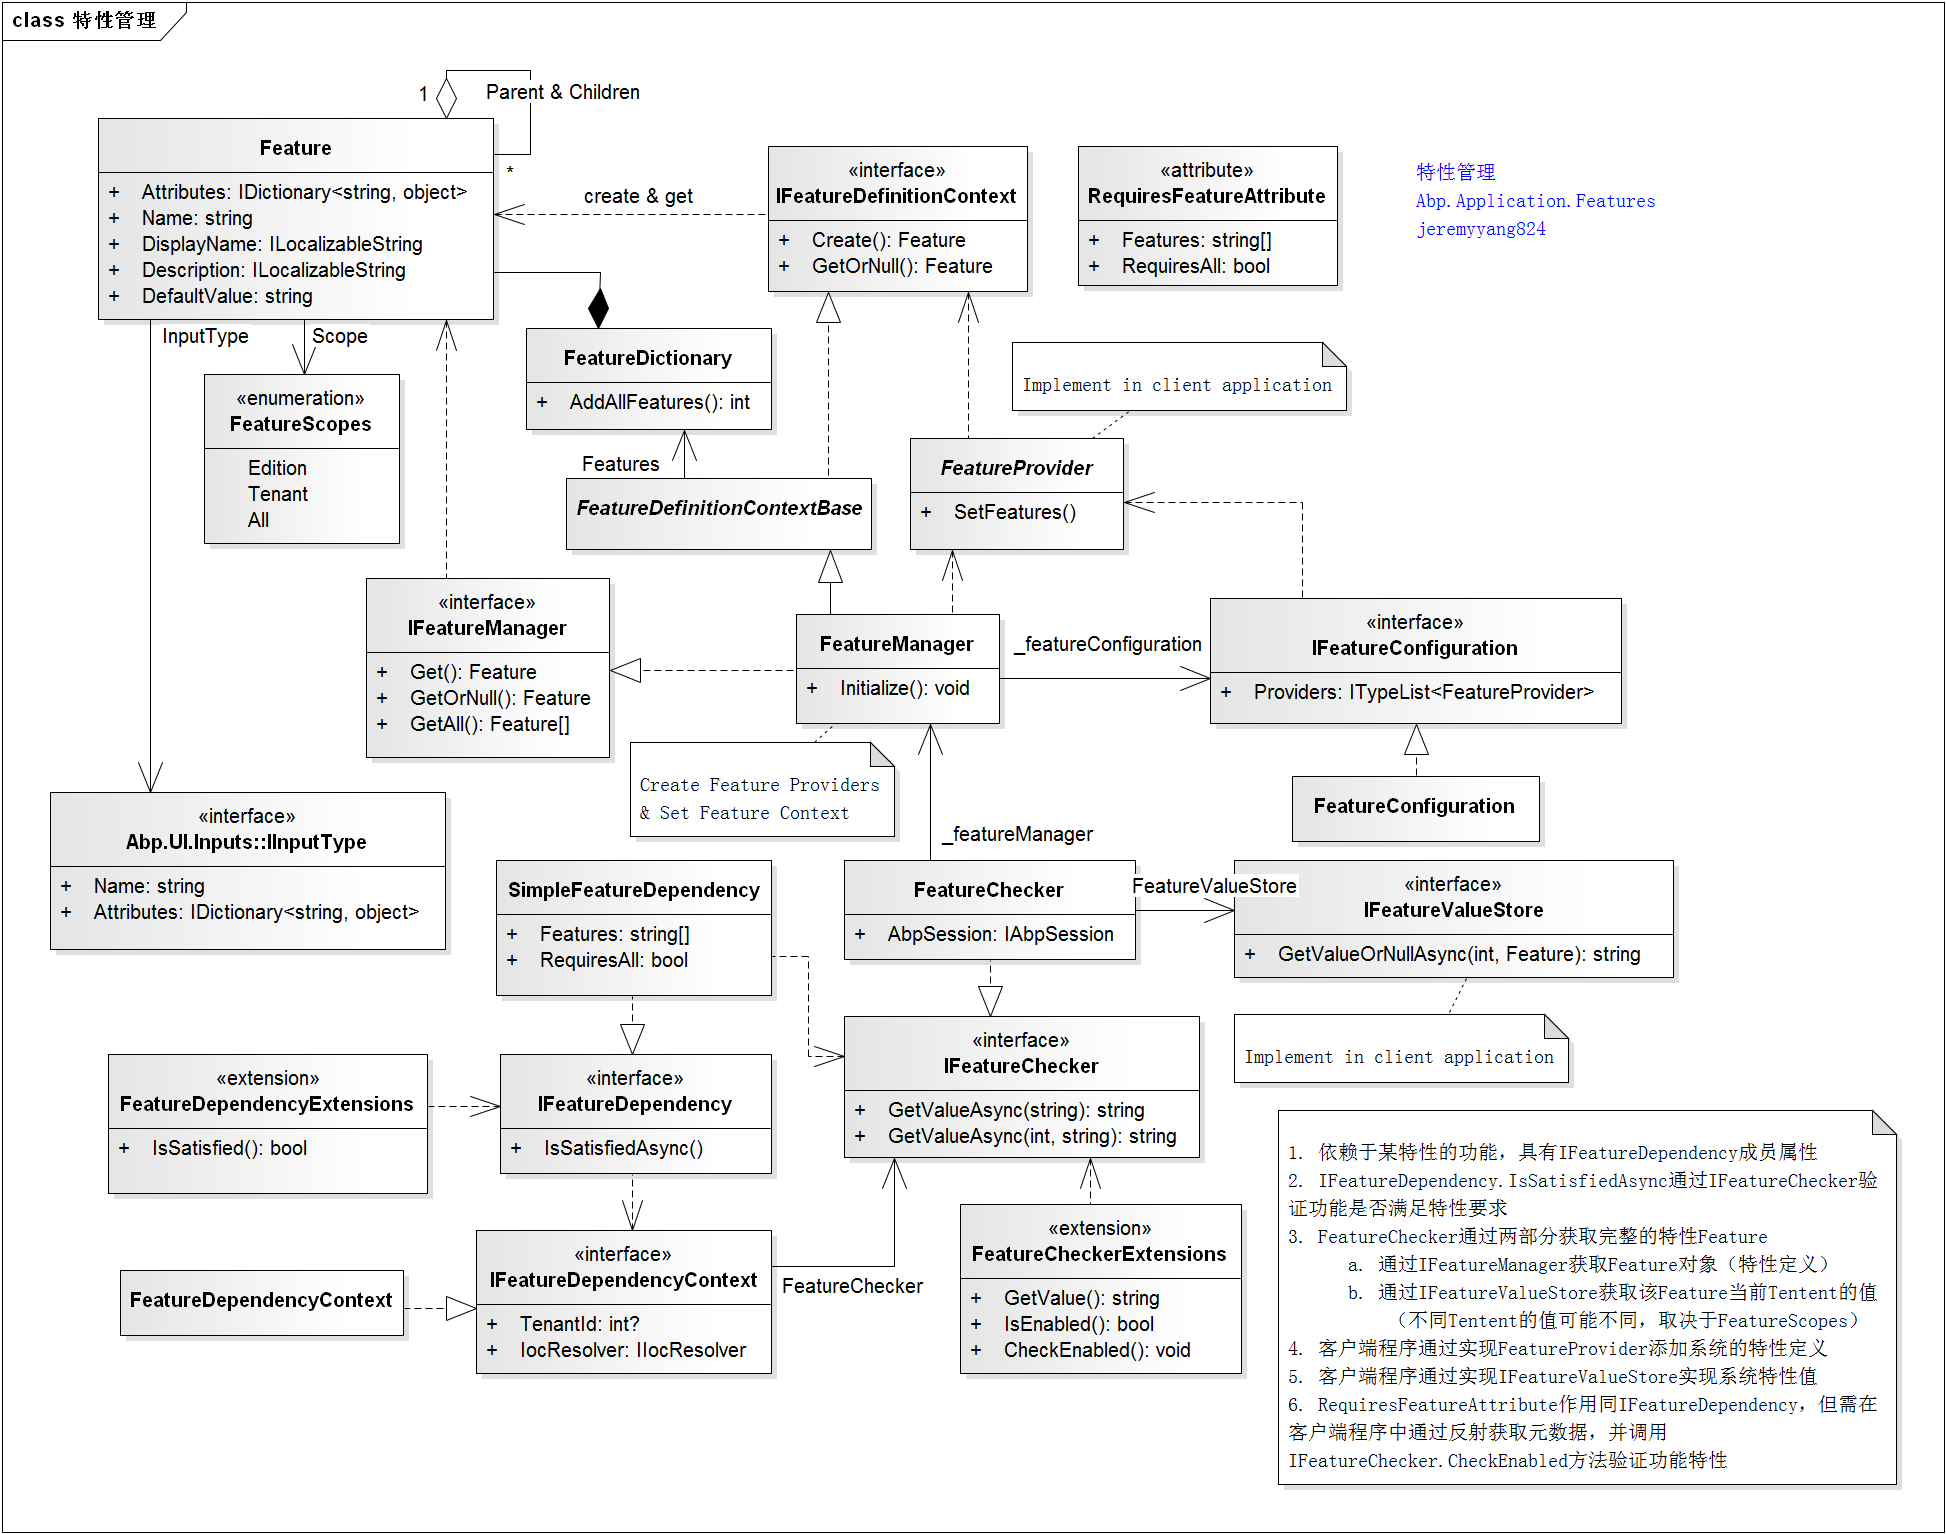 class 特性管理
1
Parent & Children
*
Feature
+ Attributes: IDictionary<string, object>
+ Name: string
+ DisplayName: ILocalizableString
+ Description: ILocalizableString
+ DefaultValue: string
create & get
«interface»
IFeatureDefinitionContext
+ Create(): Feature
+ GetOrNull(): Feature
«attribute»
RequiresFeatureAttribute
+ Features: string[]
+ RequiresAll: bool
特性管理
Abp.Application.Features
jeremyyang824
InputType
Scope
«enumeration»
FeatureScopes
Edition
Tenant
All
FeatureDictionary
+ AddAllFeatures(): int
Features
FeatureDefinitionContextBase
Implement in client application
FeatureProvider
+ SetFeatures()
«interface»
IFeatureManager
+ Get(): Feature
+ GetOrNull(): Feature
+ GetAll(): Feature[]
FeatureManager
+ Initialize(): void
_featureConfiguration
«interface»
IFeatureConfiguration
+ Providers: ITypeList<FeatureProvider>
Create Feature Providers
& Set Feature Context
FeatureConfiguration
«interface»
Abp.UI.Inputs::IInputType
+ Name: string
+ Attributes: IDictionary<string, object>
_featureManager
SimpleFeatureDependency
+ Features: string[]
+ RequiresAll: bool
FeatureChecker
+ AbpSession: IAbpSession
FeatureValueStore
«interface»
IFeatureValueStore
+ GetValueOrNullAsync(int, Feature): string
Implement in client application
«extension»
FeatureDependencyExtensions
+ IsSatisfied(): bool
«interface»
IFeatureDependency
+ IsSatisfiedAsync()
«interface»
IFeatureChecker
+ GetValueAsync(string): string
+ GetValueAsync(int, string): string
FeatureDependencyContext
«interface»
IFeatureDependencyContext
+ TenantId: int?
+ IocResolver: IIocResolver
FeatureChecker
«extension»
FeatureCheckerExtensions
+ GetValue(): string
+ IsEnabled(): bool
+ CheckEnabled(): void
1. 依赖于某特性的功能，具有IFeatureDependency成员属性
2. IFeatureDependency.IsSatisfiedAsync通过IFeatureChecker验
证功能是否满足特性要求
3. FeatureChecker通过两部分获取完整的特性Feature
a. 通过IFeatureManager获取Feature对象（特性定义）
b. 通过IFeatureValueStore获取该Feature当前Tentent的值
（不同Tentent的值可能不同，取决于FeatureScopes）
4. 客户端程序通过实现FeatureProvider添加系统的特性定义
5. 客户端程序通过实现IFeatureValueStore实现系统特性值
6. RequiresFeatureAttribute作用同IFeatureDependency，但需在
客户端程序中通过反射获取元数据，并调用
IFeatureChecker.CheckEnabled方法验证功能特性